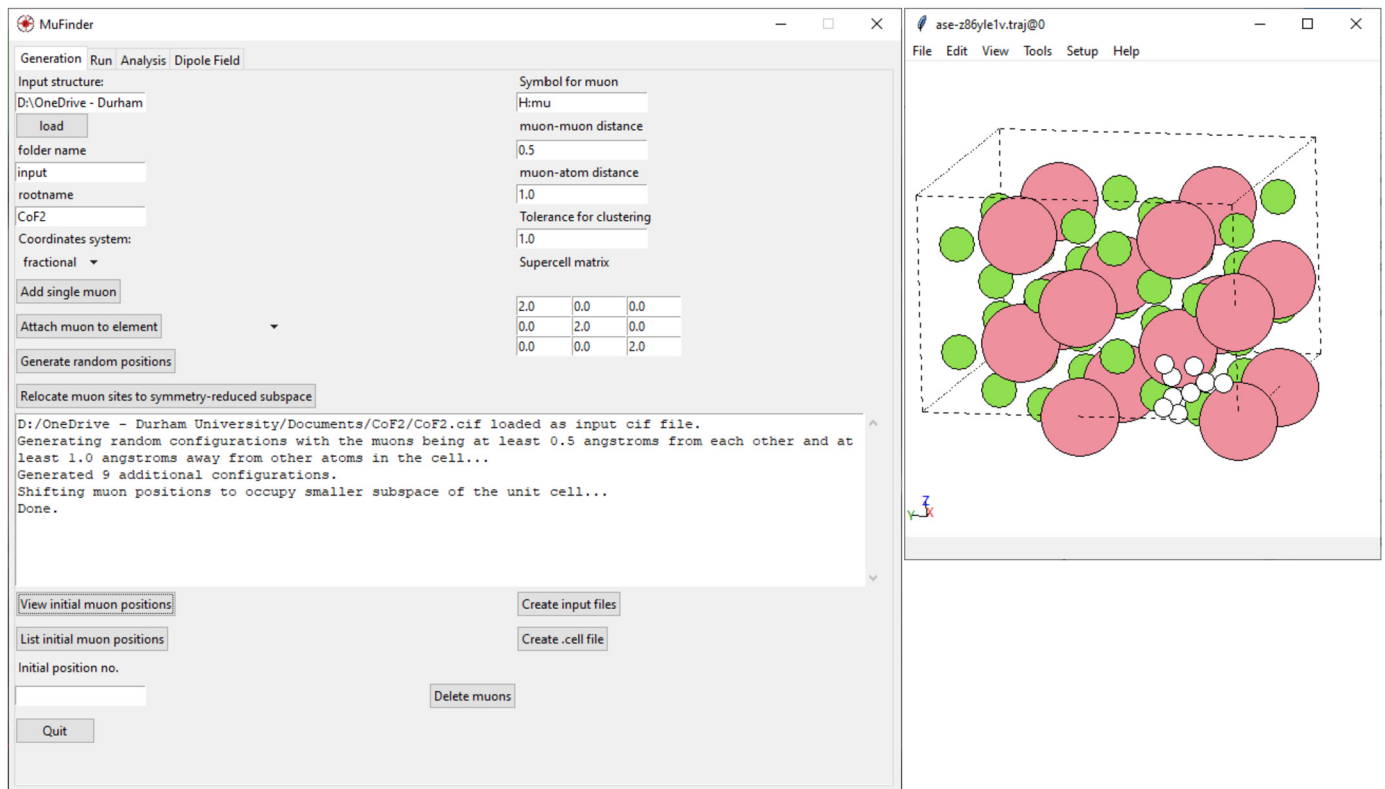 MuFinder
Generation Run Analysis Dipole Field
Input structure:
D:\OneDrive - Durham
load
folder name
input
rootname
CoF2
Coordinates system:
fractional
Add single muon
Attach muon to element
Generate random positions
Relocate muon sites to symmetry-reduced subspace
Symbol for muon
H:mu
muon-muon distance
0.5
muon-atom distance
1.0
Tolerance for clustering
1.0
Supercell matrix
2.0 0.0 0.0
0.0 2.0 0.0
0.0 0.0 2.0
D:/OneDrive - Durham University/Documents/CoF2/CoF2.cif loaded as input cif file.
Generating random configurations with the muons being at least 0.5 angstroms from each other and at
least 1.0 angstroms away from other atoms in the cell...
Generated 9 additional configurations.
Shifting muon positions to occupy smaller subspace of the unit cell...
Done.
View initial muon positions
Create input files
List initial muon positions
Create .cell file
Initial position no.
Delete muons
Quit
ase-z86yle1v.traj@0
File Edit View Tools Setup Help
Z
Y X